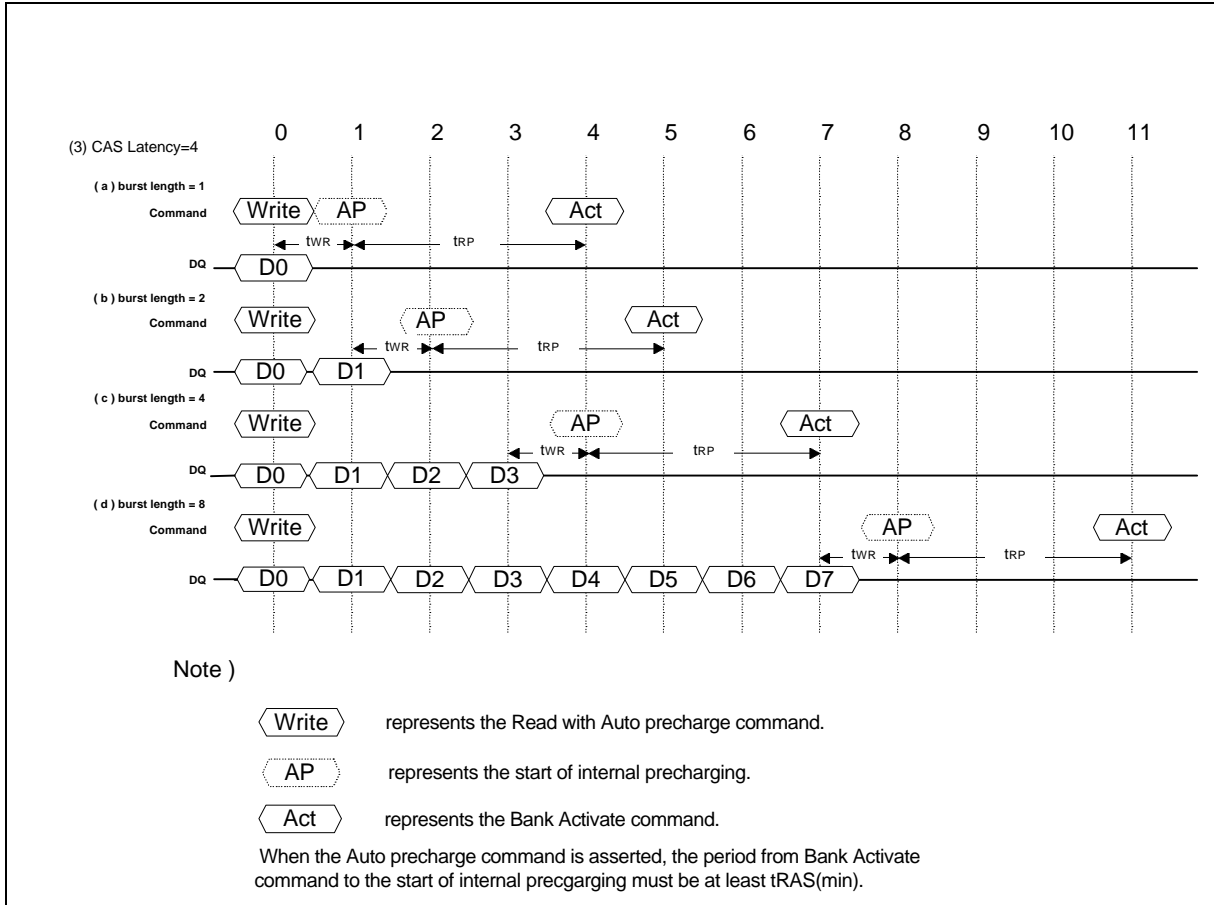 0 1 2 3 4 5 6 7 8 9 10 11
(3) CAS Latency=4
( a ) burst length = 1
Command Write AP Act
tWR tRP
DQ D0
( b ) burst length = 2
Command Write AP Act
tWR tRP
DQ D0 D1
( c ) burst length = 4
Command Write AP Act
tWR tRP
DQ D0 D1 D2 D3
( d ) burst length = 8
Command Write AP Act
tWR tRP
DQ D0 D1 D2 D3 D4 D5 D6 D7
Note )
Write represents the Read with Auto precharge command.
AP represents the start of internal precharging.
Act represents the Bank Activate command.
When the Auto precharge command is asserted, the period from Bank Activate
command to the start of internal precgarging must be at least tRAS(min).